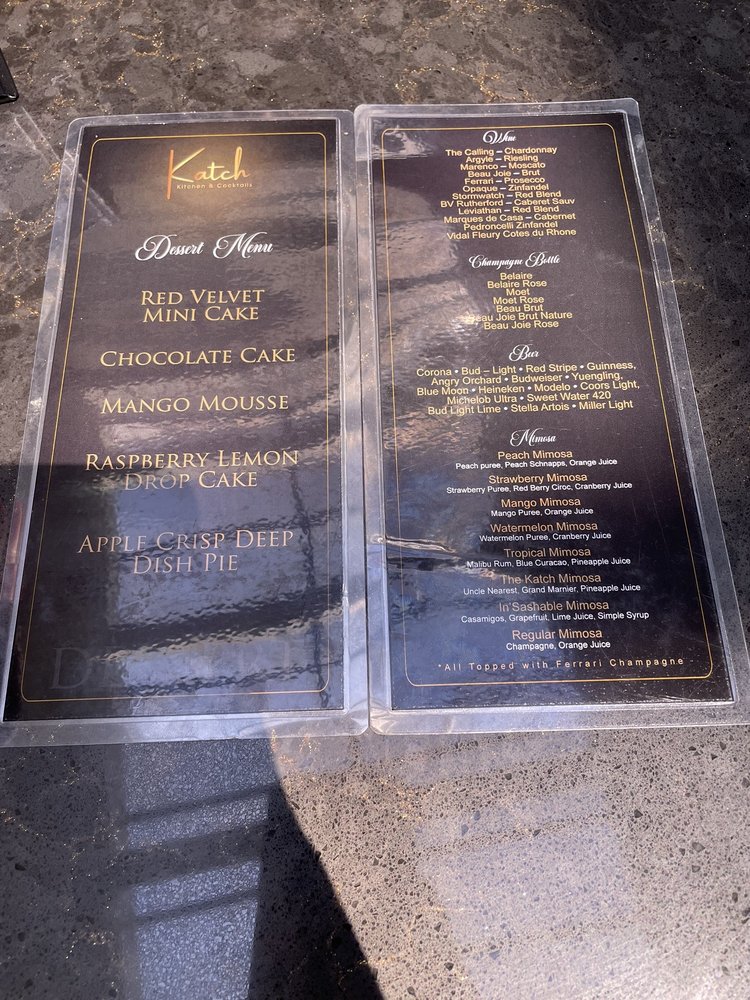 Katch
Kitchen & Cocktails
Dessert Menu
RED VELVET
MINI CAKE
CHOCOLATE CAKE
MANGO MOUSSE
RASPBERRY LEMON
DROP CAKE
APPLE CRISP DEEP
DISH PIE
Wine
The Calling – Chardonnay
Argyle – Riesling
Marenco – Moscato
Beau Joie – Brut
Ferrari – Prosecco
Opaque – Zinfandel
Stormwatch – Red Blend
BV Rutherford – Caberet Sauv
Leviathan – Red Blend
Marques de Casa – Cabernet
Pedroncelli Zinfandel
Vidal Fleury Cotes du Rhone
Champagne Bottle
Belaire
Belaire Rose
Moet
Moet Rose
Beau Brut
Beau Joie Brut Nature
Beau Joie Rose
Beer
Corona • Bud – Light • Red Stripe • Guinness,
Angry Orchard • Budweiser • Yuengling,
Blue Moon • Heineken • Modelo • Coors Light,
Michelob Ultra • Sweet Water 420
Bud Light Lime • Stella Artois • Miller Light
Mimosa
Peach Mimosa
Peach puree, Peach Schnapps, Orange Juice
Strawberry Mimosa
Strawberry Puree, Red Berry Ciroc, Cranberry Juice
Mango Mimosa
Mango Puree, Orange Juice
Watermelon Mimosa
Watermelon Puree, Cranberry Juice
Tropical Mimosa
Malibu Rum, Blue Curacao, Pineapple Juice
The Katch Mimosa
Uncle Nearest, Grand Marnier, Pineapple Juice
In'Sashable Mimosa
Casamigos, Grapefruit, Lime Juice, Simple Syrup
Regular Mimosa
Champagne, Orange Juice
*All Topped with Ferrari Champagne